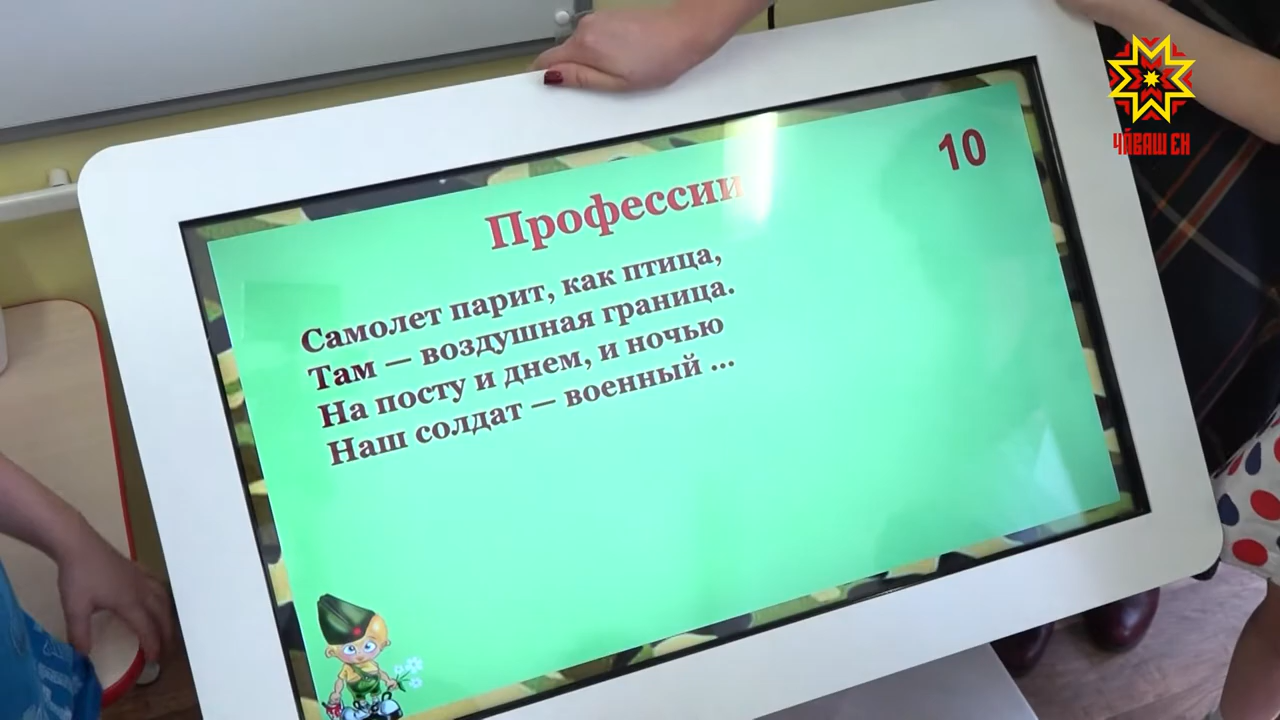 ЧӐВАШ ЕН
10
Профессии
Самолет парит, как птица,
Там — воздушная граница.
На посту и днем, и ночью
Наш солдат — военный ...